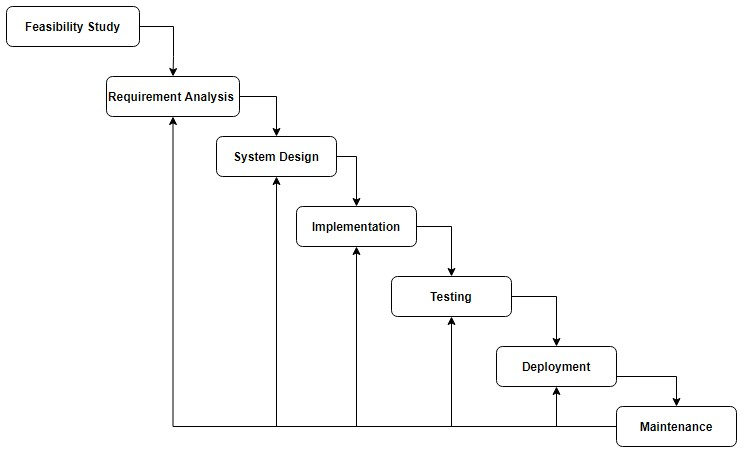 Feasibility Study
Requirement Analysis
System Design
Implementation
Testing
Deployment
Maintenance